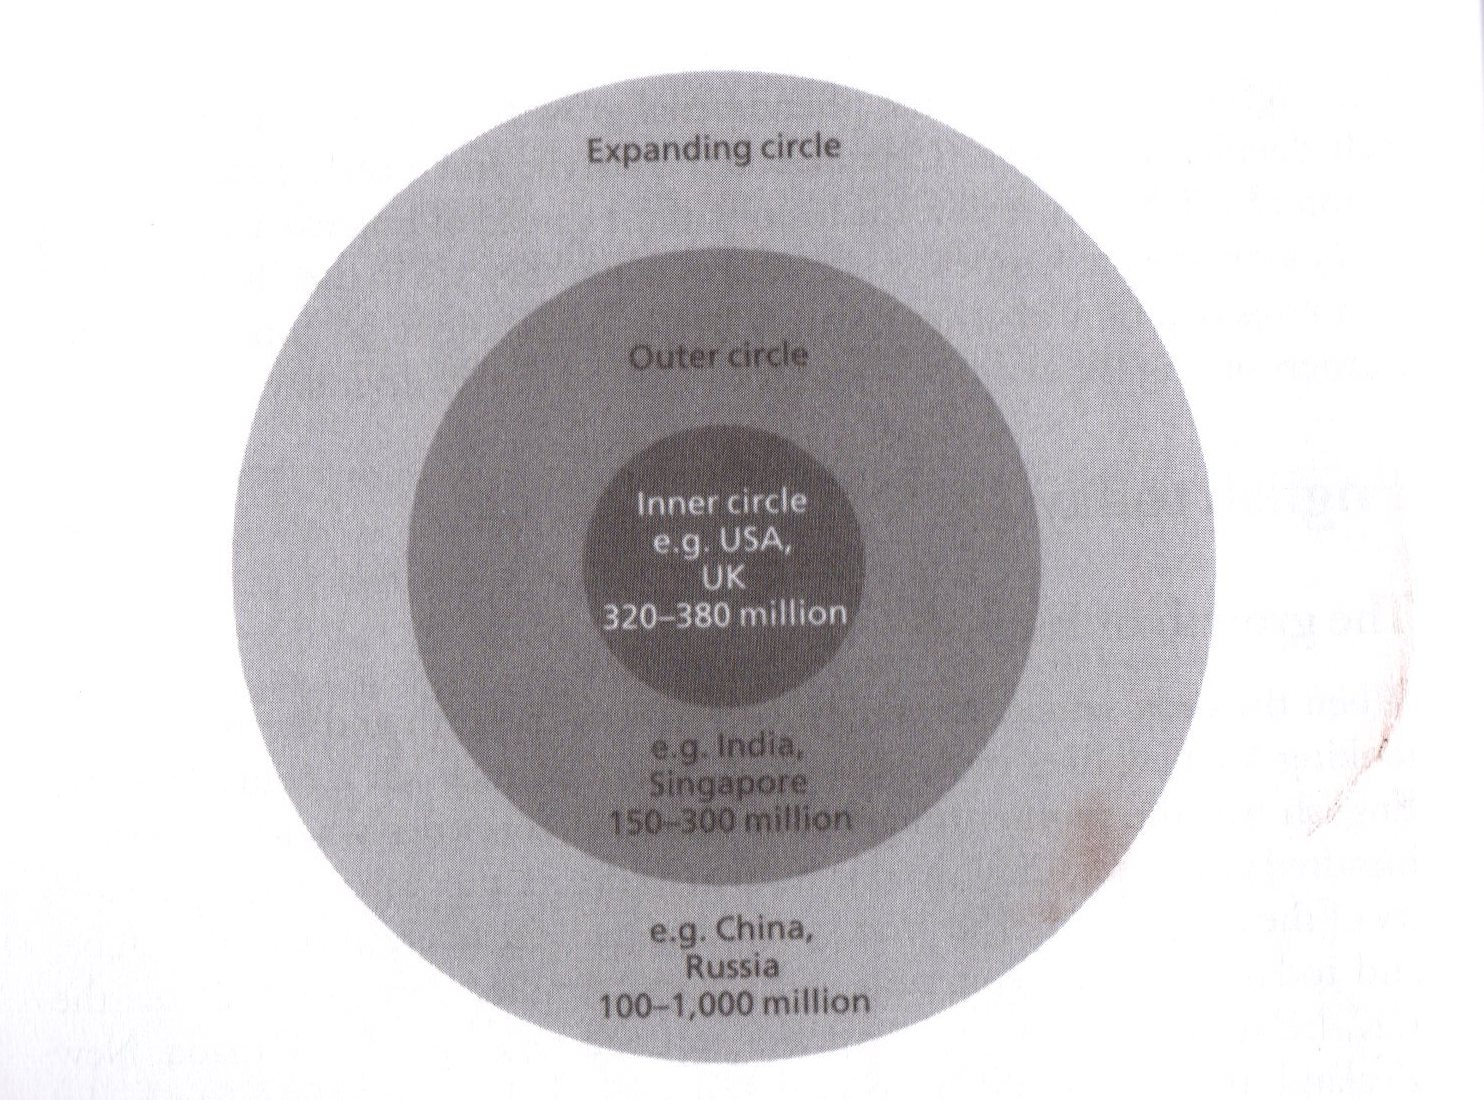 Expanding circle
Outer circle
Inner circle
e.g. USA,
UK
320–380 million
e.g. India,
Singapore
150–300 million
e.g. China,
Russia
100–1,000 million